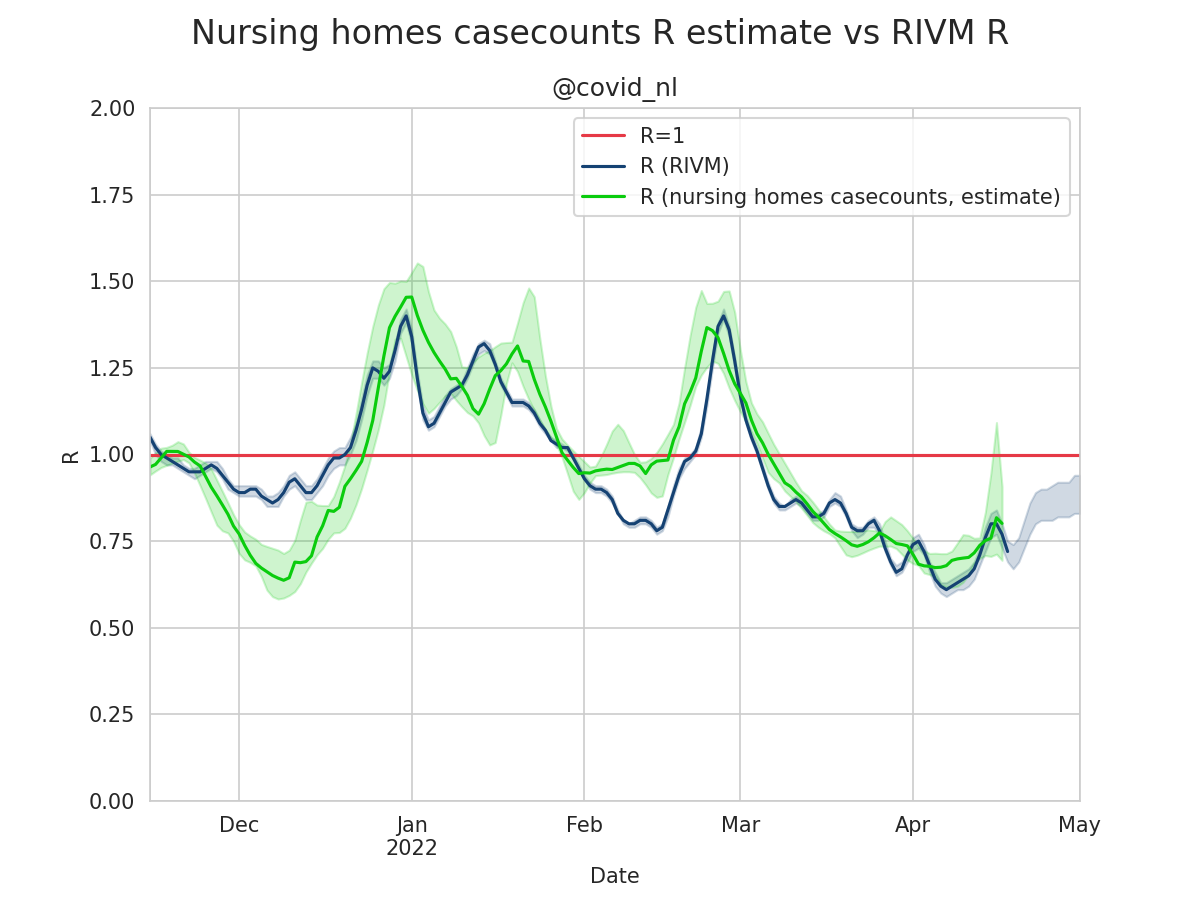 Nursing homes casecounts R estimate vs RIVM R
@covid_nl
2.00
1.75
1.50
1.25
1.00
0.75
0.50
0.25
0.00
R
R=1
R (RIVM)
R (nursing homes casecounts, estimate)
Dec
Jan
2022
Feb
Mar
Apr
May
Date